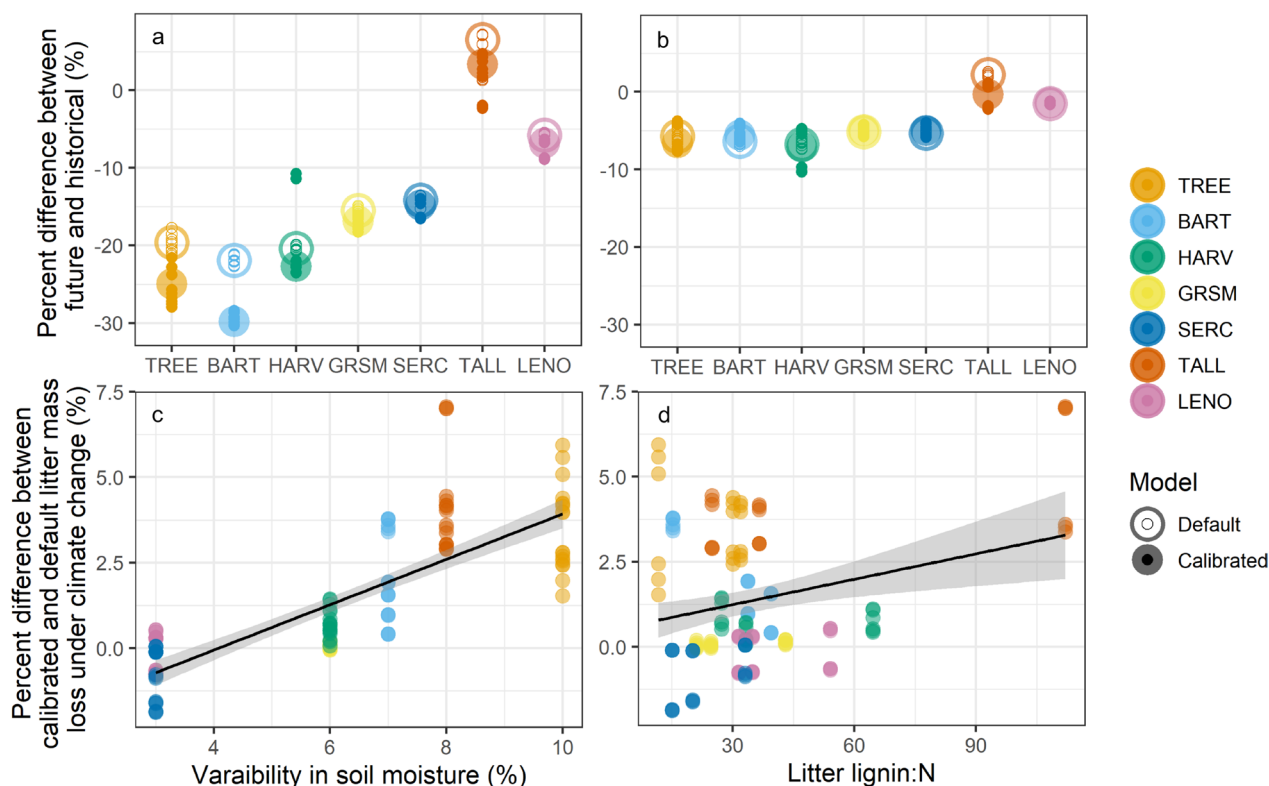 a
Percent difference between
future and historical (%)
0
-10
-20
-30
TREE BART HARV GRSM SERC TALL LENO
b
0
-10
-20
-30
TREE BART HARV GRSM SERC TALL LENO
c
Percent difference between
calibrated and default litter mass
loss under climate change (%)
7.5
5.0
2.5
0.0
4 6 8 10
Varaibility in soil moisture (%)
d
7.5
5.0
2.5
0.0
30 60 90
Litter lignin:N
TREE
BART
HARV
GRSM
SERC
TALL
LENO
Model
Default
Calibrated